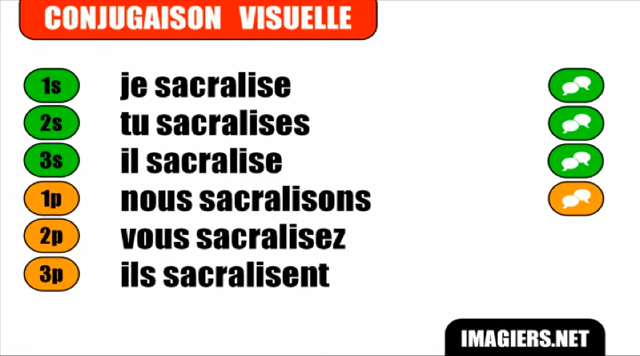 CONJUGAISON VISUELLE
1s je sacralise
2s tu sacralises
3s il sacralise
1p nous sacralisons
2p vous sacralisez
3p ils sacralisent
IMAGIERS.NET